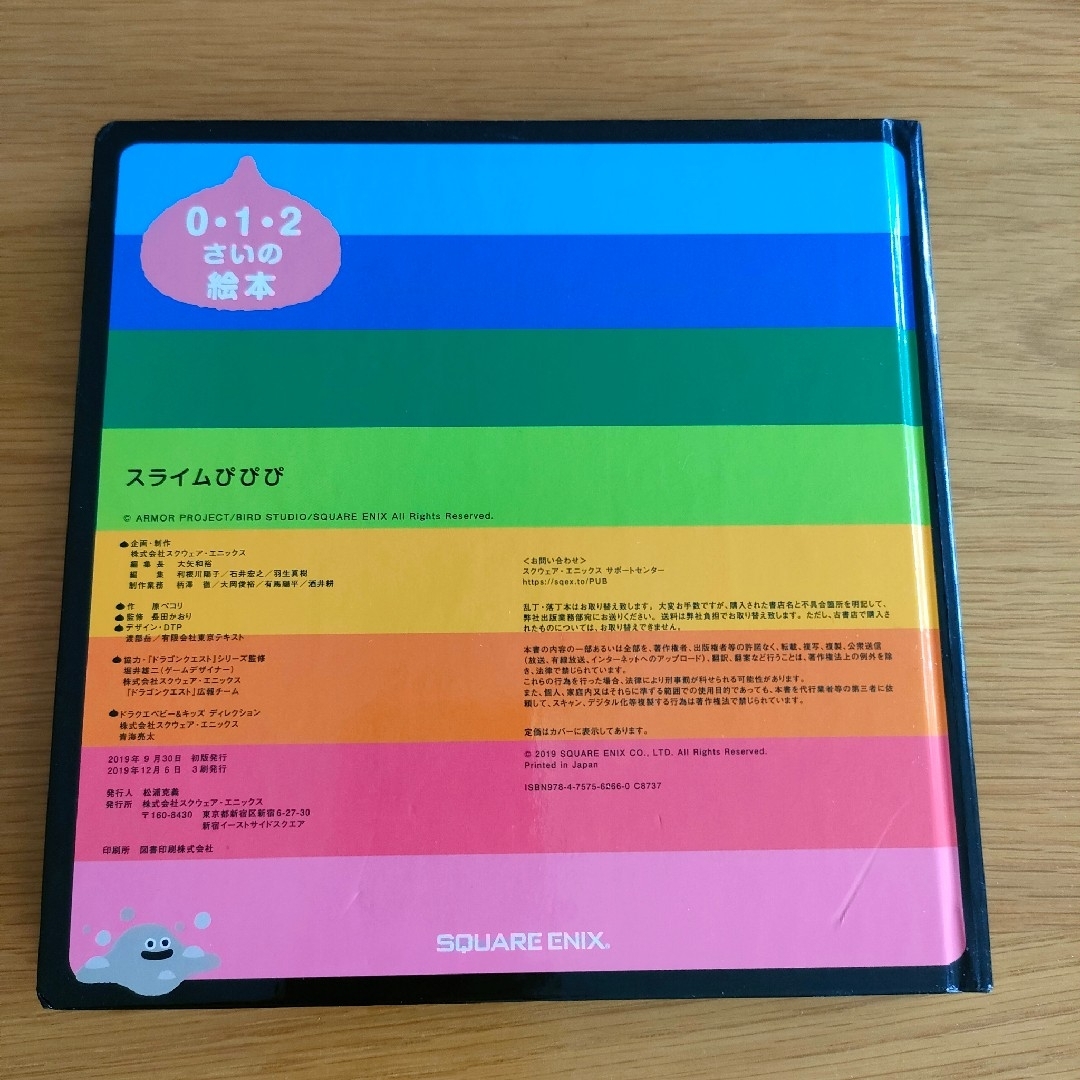 0・1・2
さいの
絵本
スライムぴぴぴ
© ARMOR PROJECT/BIRD STUDIO/SQUARE ENIX All Rights Reserved.
企画・制作
株式会社スクウェア・エニックス
編 集 長 大矢和裕
編 集 利櫻川陽子／石井宏之／羽生真樹
制作業務 柄澤 徹／大岡俊裕／有馬陽平／酒井耕
作 原ペコリ
監修 長田かおり
デザイン・DTP
渡部岳／有限会社東京テキスト
協力・「ドラゴンクエスト」シリーズ監修
堀井雄二（ゲームデザイナー）
株式会社スクウェア・エニックス
「ドラゴンクエスト」広報チーム
ドラクエベビー&キッズ ディレクション
株式会社スクウェア・エニックス
青海亮太
2019年 9月30日 初版発行
2019年12月 6日 3刷発行
発行人 松浦克義
発行所 株式会社スクウェア・エニックス
〒160-8430 東京都新宿区新宿6-27-30
新宿イーストサイドスクエア
印刷所 図書印刷株式会社
＜お問い合わせ＞
スクウェア・エニックス サポートセンター
https://sqex.to/PUB
乱丁・落丁本はお取り替え致します。大変お手数ですが、購入された書店名と不具合箇所を明記して、
弊社出版業務部宛にお送りください。送料は弊社負担でお取り替え致します。ただし、古書店で購入さ
れたものについては、お取り替えできません。
本書の内容の一部あるいは全部を、著作権者、出版権者等の許諾なく、転載、複写、複製、公衆送信
（放送、有線放送、インターネットへのアップロード）、翻訳、翻案など行うことは、著作権法上の例外を除
き、法律で禁じられています。
これらの行為を行った場合、法律により刑事罰が科せられる可能性があります。
また、個人、家庭内又はそれらに準ずる範囲での使用目的であっても、本書を代行業者等の第三者に依
頼して、スキャン、デジタル化等複製する行為は著作権法で禁じられています。
定価はカバーに表示してあります。
© 2019 SQUARE ENIX CO., LTD. All Rights Reserved.
Printed in Japan
ISBN978-4-7575-6266-0 C8737
SQUARE ENIX.